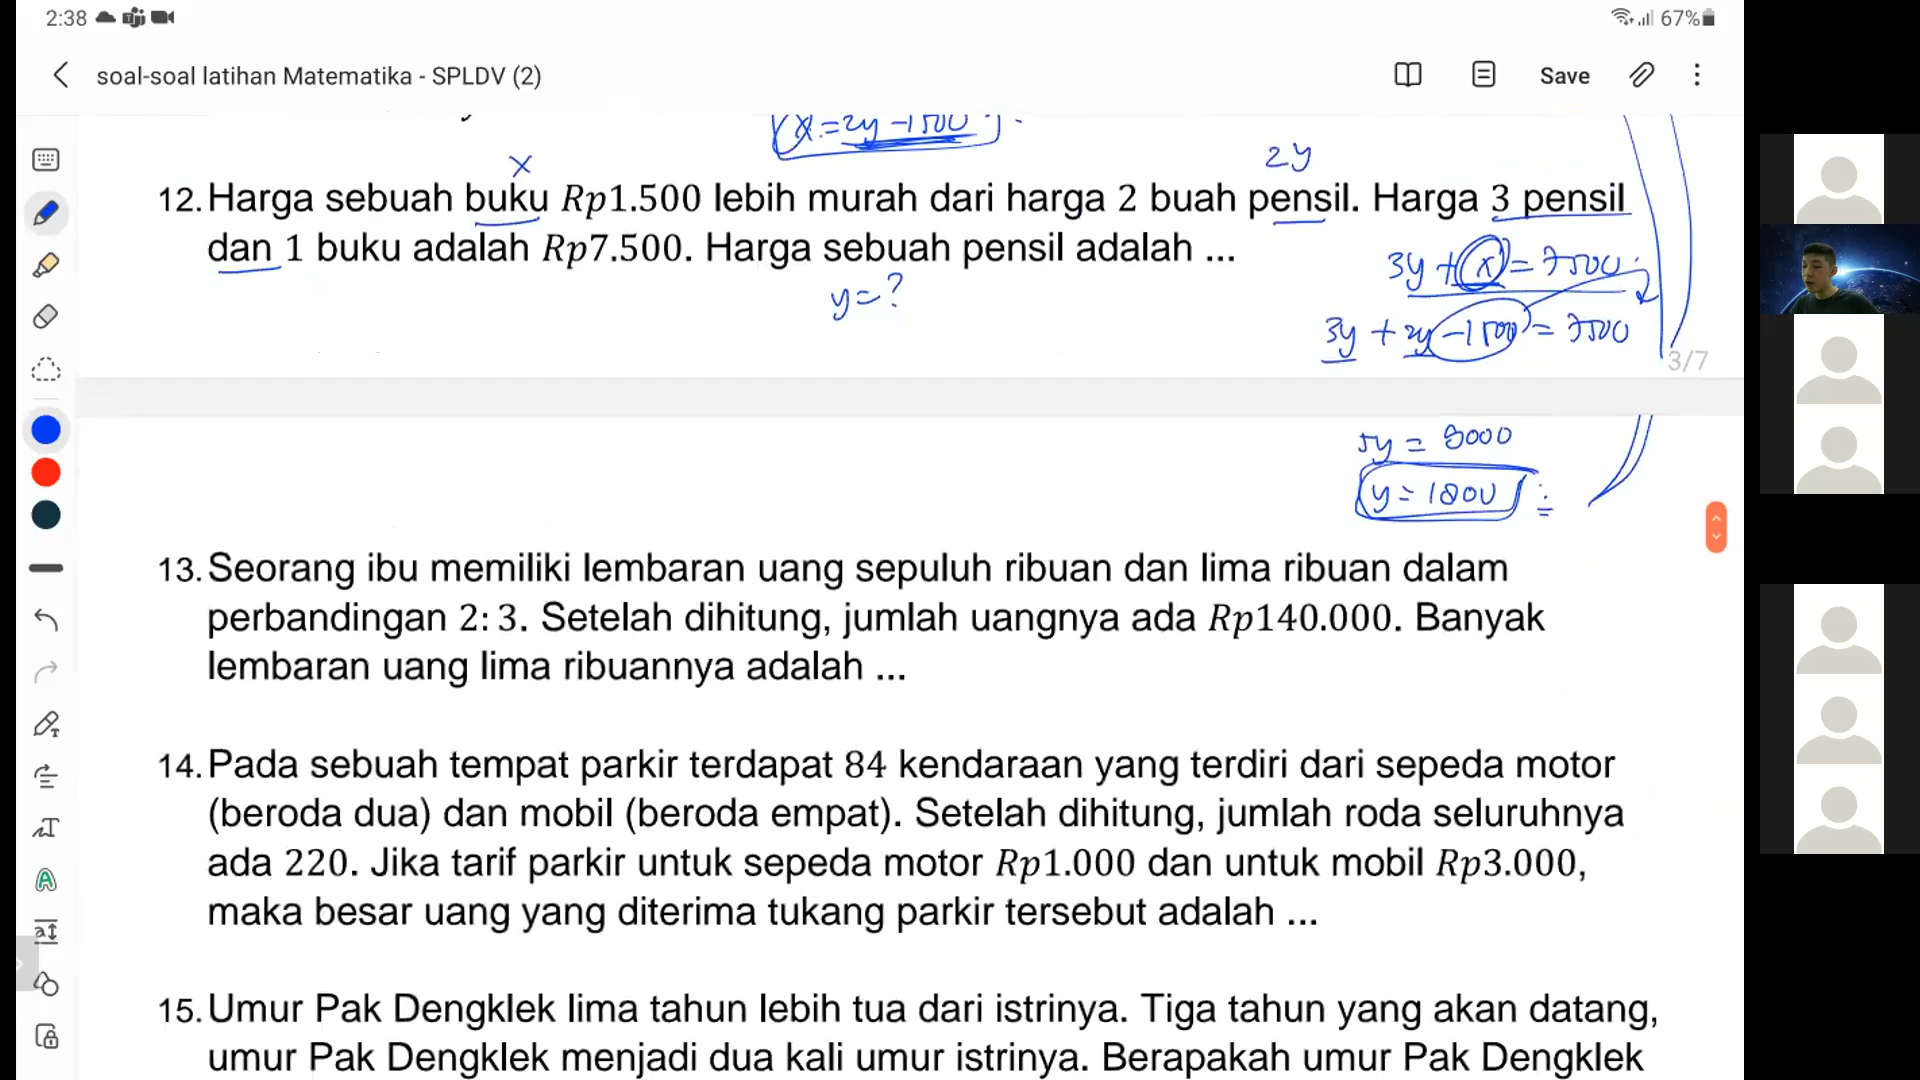 2:38
67%
soal-soal latihan Matematika - SPLDV (2)
Save
x = 2y - 1500
x
2y
12. Harga sebuah buku Rp1.500 lebih murah dari harga 2 buah pensil. Harga 3 pensil
dan 1 buku adalah Rp7.500. Harga sebuah pensil adalah ...
3y + x = 7500
y = ?
3y + 2y - 1500 = 7500
3/7
5y = 9000
y = 1800
13. Seorang ibu memiliki lembaran uang sepuluh ribuan dan lima ribuan dalam
perbandingan 2: 3. Setelah dihitung, jumlah uangnya ada Rp140.000. Banyak
lembaran uang lima ribuannya adalah ...
14. Pada sebuah tempat parkir terdapat 84 kendaraan yang terdiri dari sepeda motor
(beroda dua) dan mobil (beroda empat). Setelah dihitung, jumlah roda seluruhnya
ada 220. Jika tarif parkir untuk sepeda motor Rp1.000 dan untuk mobil Rp3.000,
maka besar uang yang diterima tukang parkir tersebut adalah ...
15. Umur Pak Dengklek lima tahun lebih tua dari istrinya. Tiga tahun yang akan datang,
umur Pak Dengklek menjadi dua kali umur istrinya. Berapakah umur Pak Dengklek